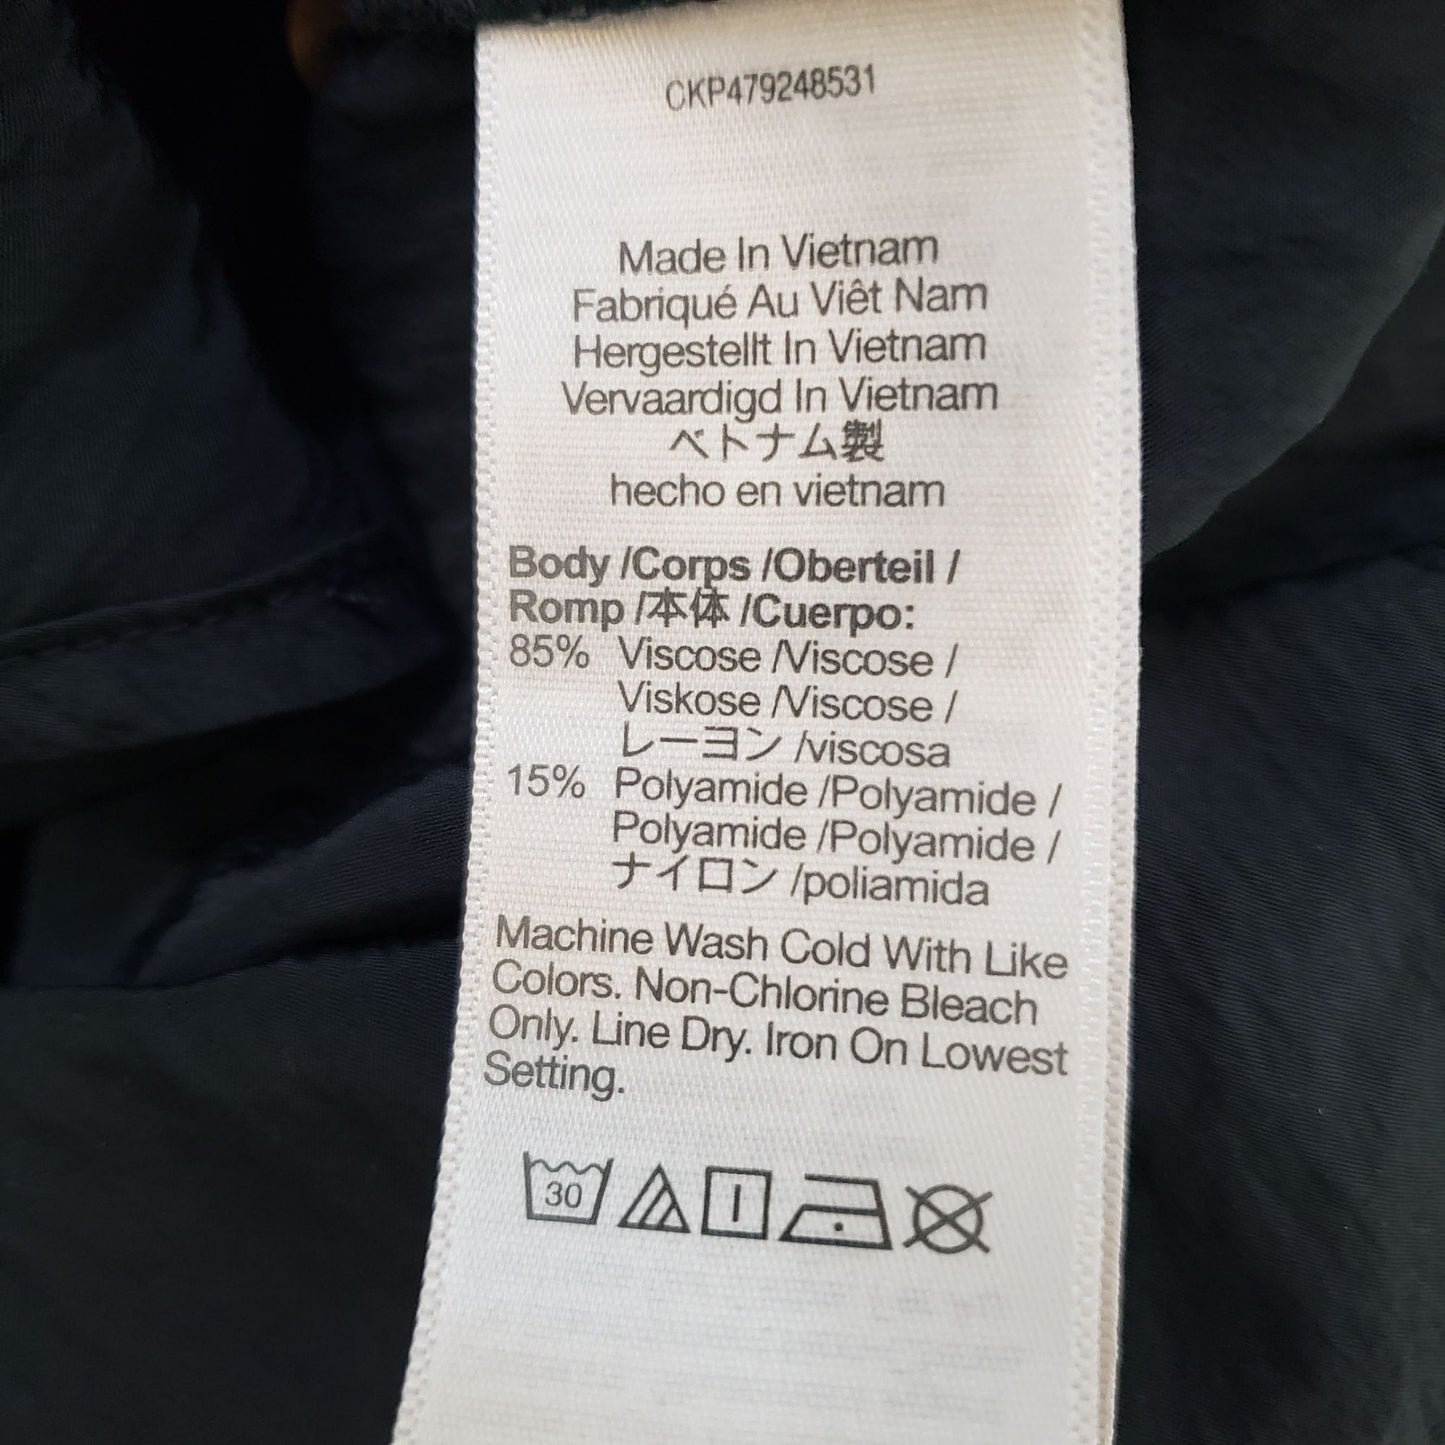 CKP479248531
Made In Vietnam
Fabriqué Au Viêt Nam
Hergestellt In Vietnam
Vervaardigd In Vietnam
ベトナム製
hecho en vietnam
Body /Corps /Oberteil /
Romp /本体 /Cuerpo:
85% Viscose /Viscose /
Viskose /Viscose /
レーヨン /viscosa
15% Polyamide /Polyamide /
Polyamide /Polyamide /
ナイロン /poliamida
Machine Wash Cold With Like
Colors. Non-Chlorine Bleach
Only. Line Dry. Iron On Lowest
Setting.
30